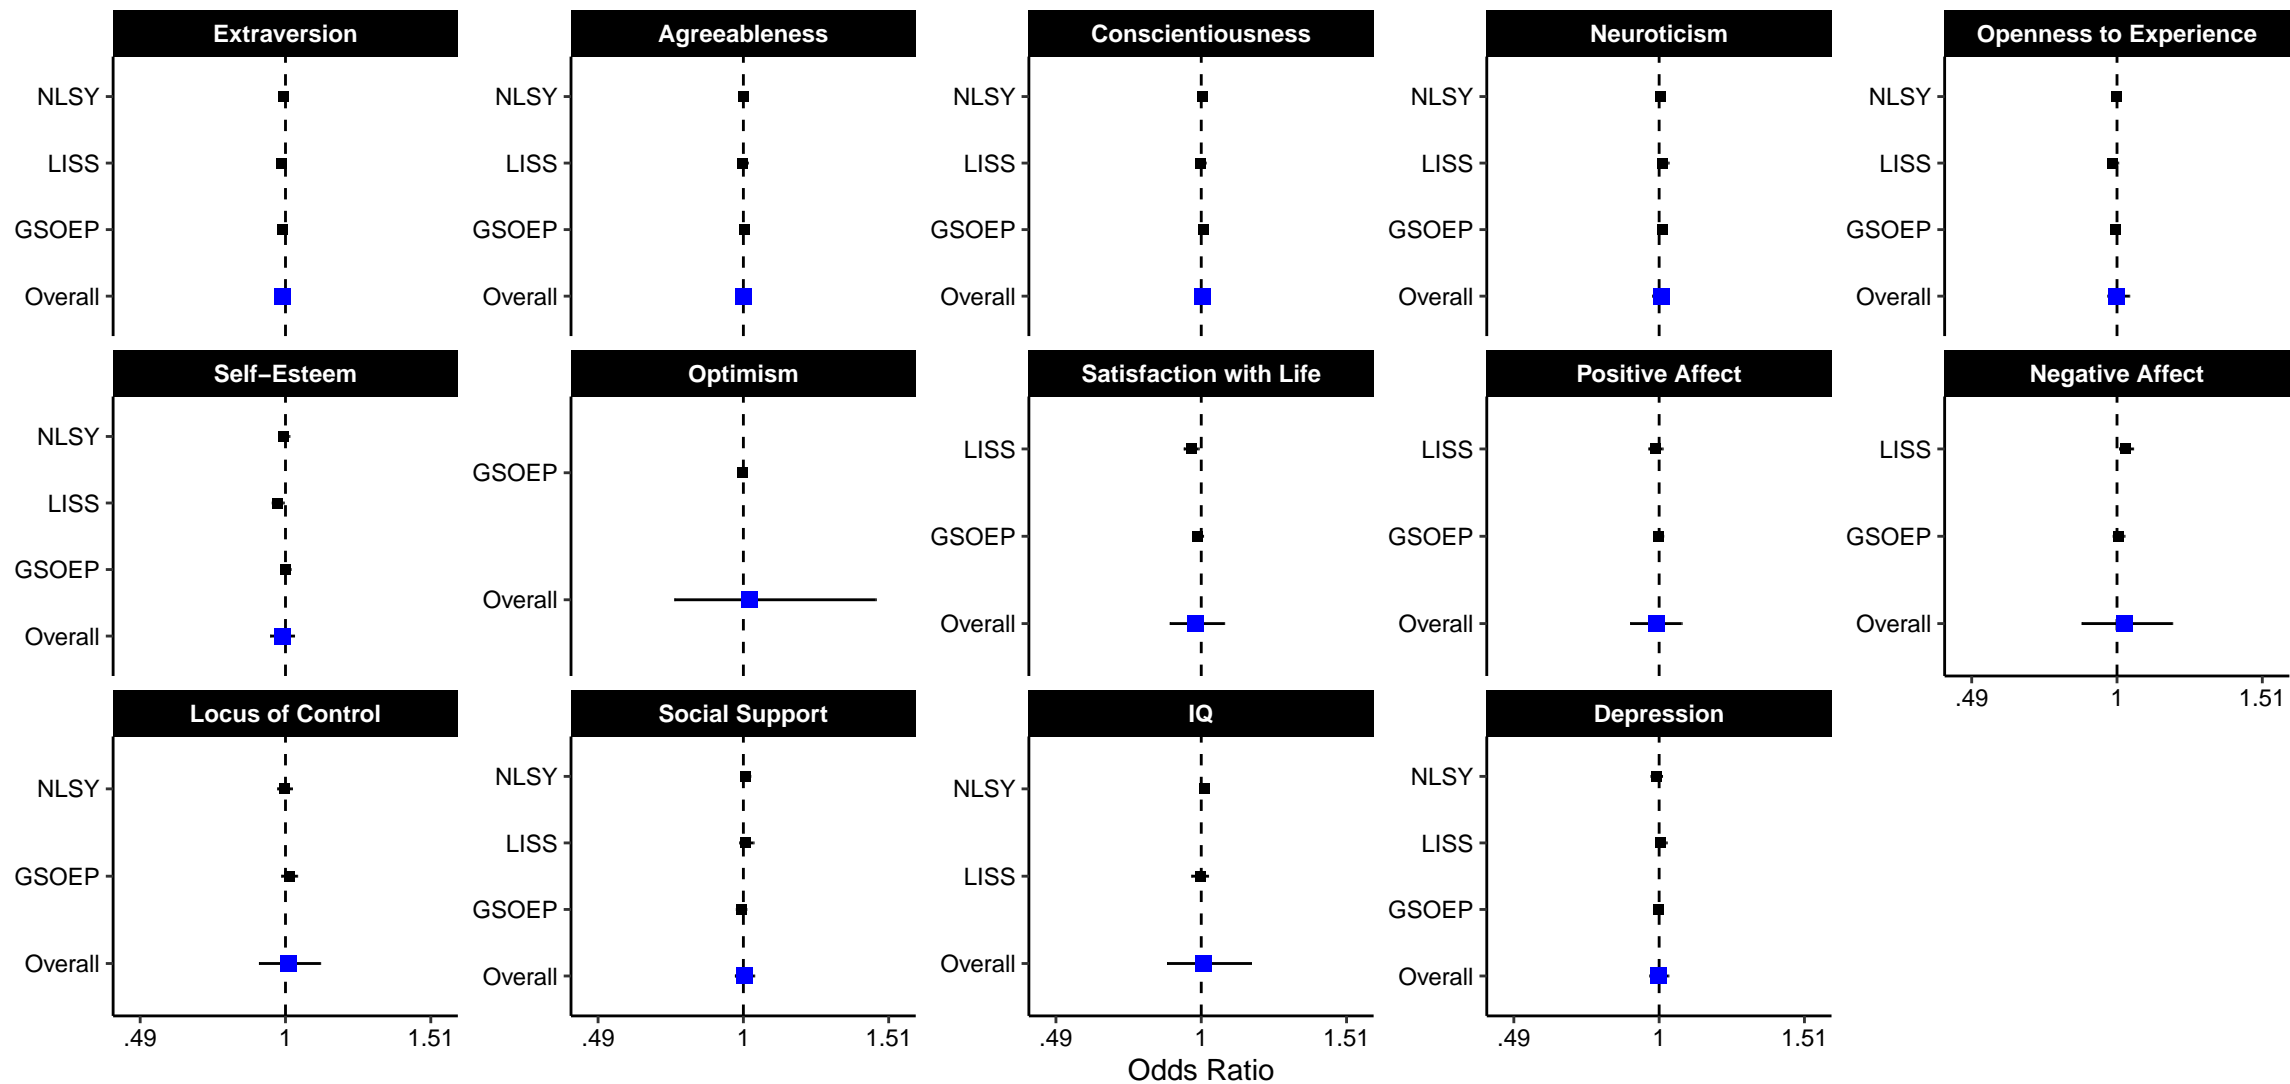 Extraversion
NLSY
LISS
GSOEP
Overall
Agreeableness
NLSY
LISS
GSOEP
Overall
Conscientiousness
NLSY
LISS
GSOEP
Overall
Neuroticism
NLSY
LISS
GSOEP
Overall
Openness to Experience
NLSY
LISS
GSOEP
Overall
Self−Esteem
NLSY
LISS
GSOEP
Overall
Optimism
GSOEP
Overall
Satisfaction with Life
LISS
GSOEP
Overall
Positive Affect
LISS
GSOEP
Overall
Negative Affect
LISS
GSOEP
Overall
.49 1 1.51
Locus of Control
NLSY
GSOEP
Overall
.49 1 1.51
Social Support
NLSY
LISS
GSOEP
Overall
.49 1 1.51
IQ
NLSY
LISS
Overall
.49 1 1.51
Depression
NLSY
LISS
GSOEP
Overall
.49 1 1.51
Odds Ratio